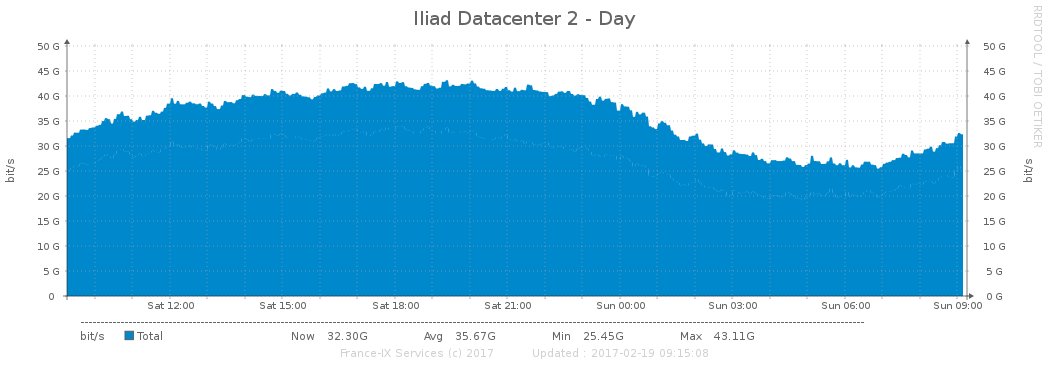 Iliad Datacenter 2 - Day
RRDTOOL / TOBI OETIKER
50 G 50 G
45 G 45 G
40 G 40 G
35 G 35 G
30 G 30 G
25 G 25 G
20 G 20 G
15 G 15 G
10 G 10 G
5 G 5 G
0 0 G
bit/s bit/s
Sat 12:00 Sat 15:00 Sat 18:00 Sat 21:00 Sun 00:00 Sun 03:00 Sun 06:00 Sun 09:00
bit/s Total Now 32.30G Avg 35.67G Min 25.45G Max 43.11G
France-IX Services (c) 2017 Updated : 2017-02-19 09:15:08